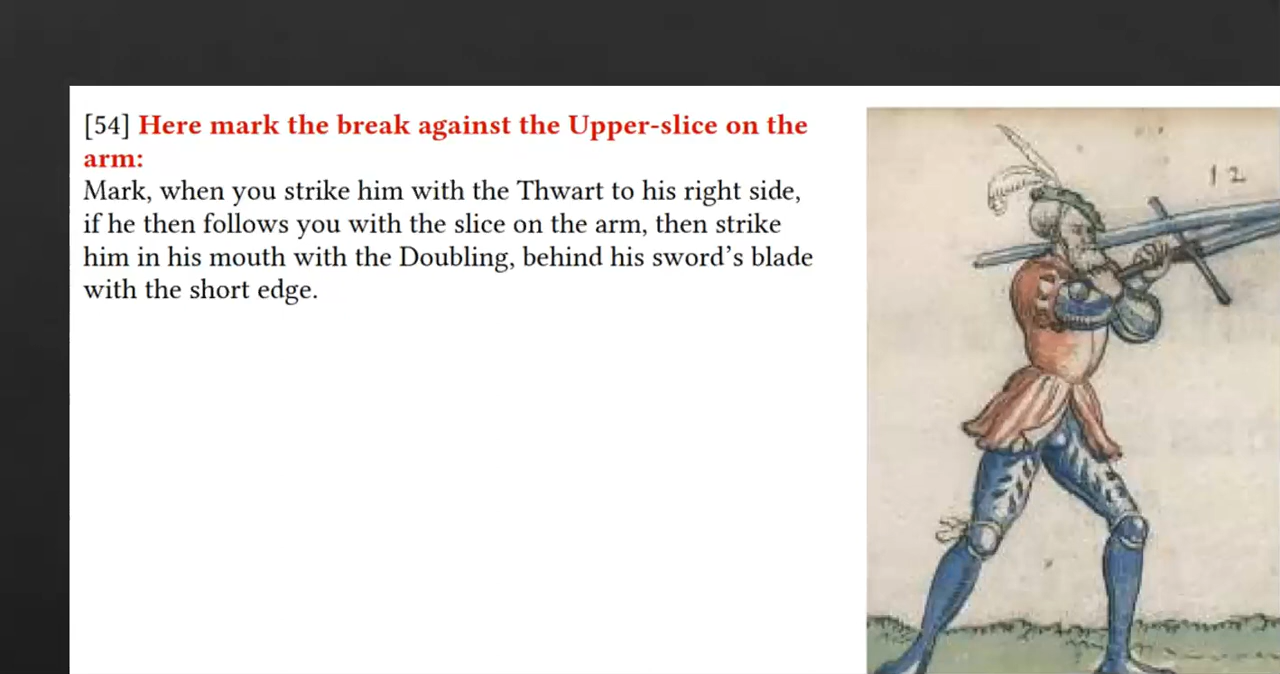 [54] Here mark the break against the Upper-slice on the
arm:
Mark, when you strike him with the Thwart to his right side,
if he then follows you with the slice on the arm, then strike
him in his mouth with the Doubling, behind his sword’s blade
with the short edge.
12